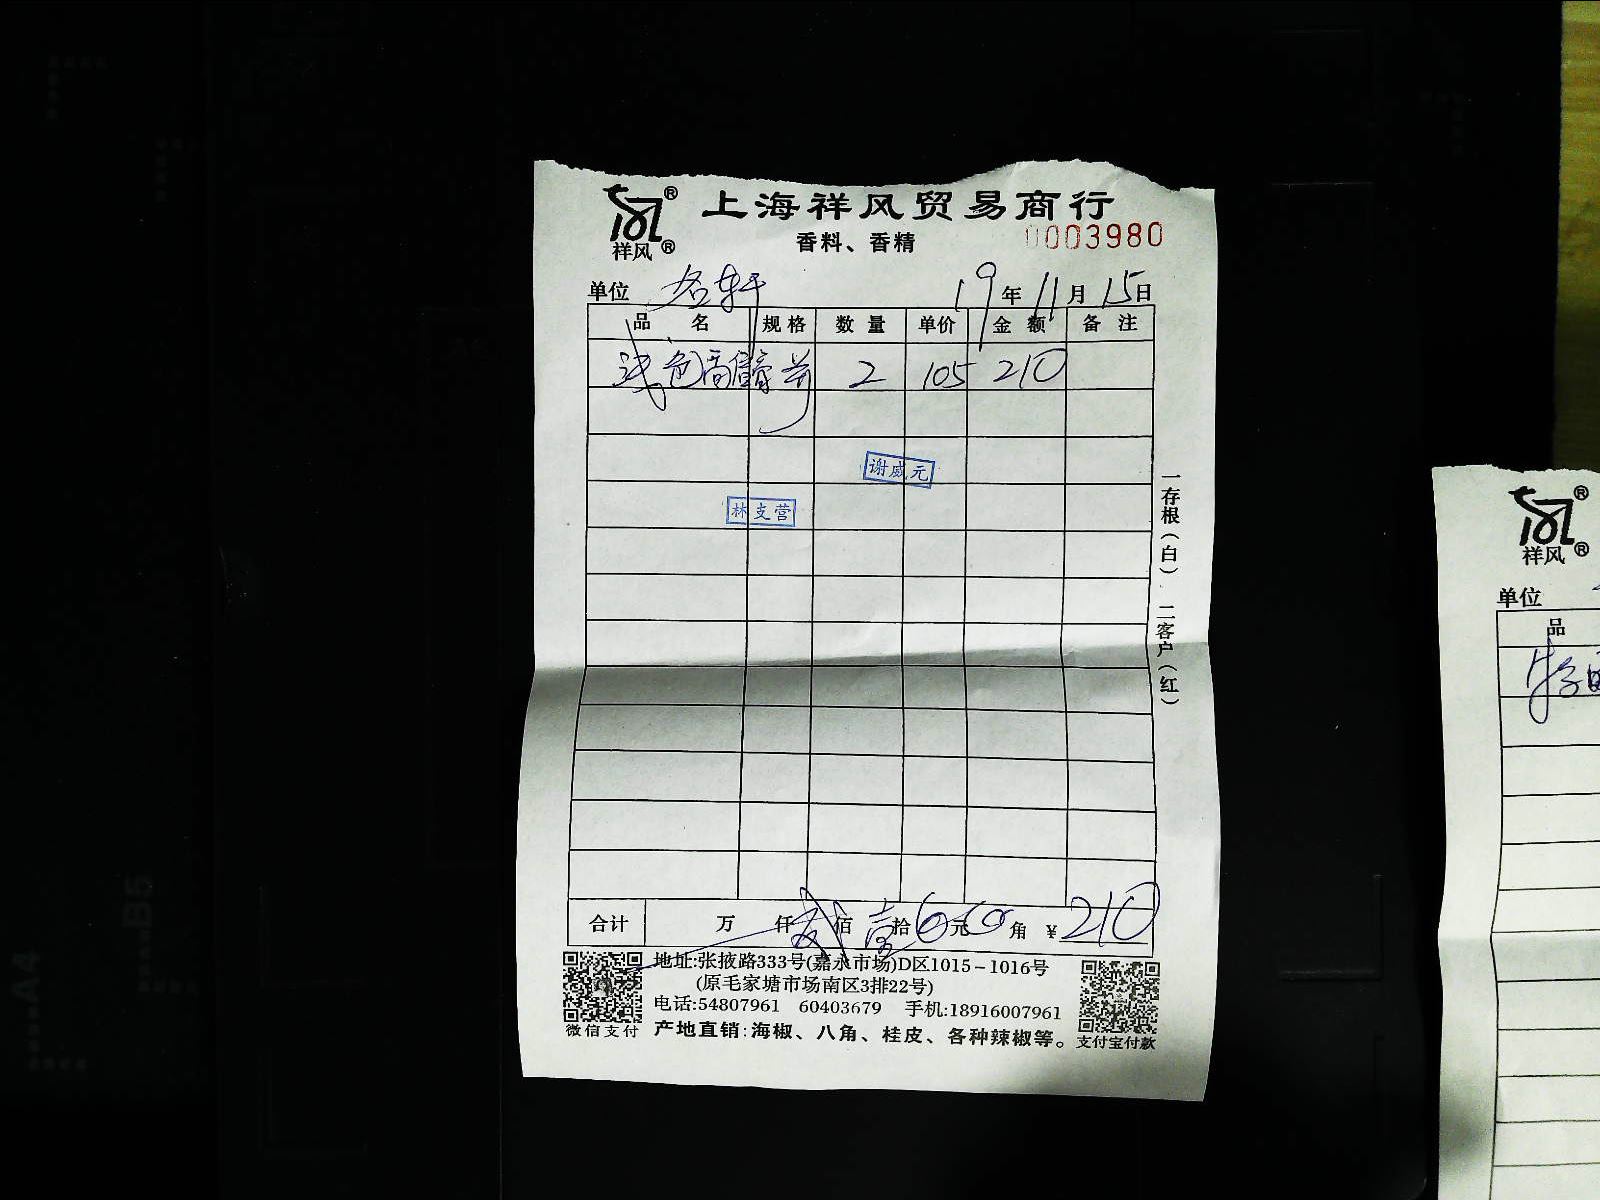 上海祥风贸易商行
祥风
香料、香精
0003980
单位 19年11月15日
品名 规格 数量 单价 金额 备注
2 105 210
谢威元
林支营
一存根(白) 二客户(红)
合计 万 仟 贰佰 壹拾 0元 0角 ¥210
地址:张掖路333号(嘉永市场)D区1015-1016号
(原毛家塘市场南区3排22号)
电话:54807961 60403679 手机:18916007961
产地直销:海椒、八角、桂皮、各种辣椒等。
微信支付
支付宝付款
祥风
单位
品
A4
B5